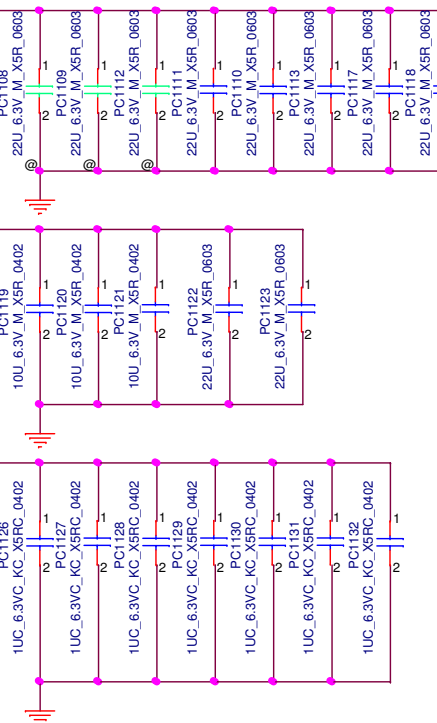 PC1108
22U_6.3V_M_X5R_0603
1
2
@
PC1109
22U_6.3V_M_X5R_0603
1
2
@
PC1112
22U_6.3V_M_X5R_0603
1
2
@
PC1111
22U_6.3V_M_X5R_0603
1
2
PC1110
22U_6.3V_M_X5R_0603
1
2
PC1113
22U_6.3V_M_X5R_0603
1
2
PC1117
22U_6.3V_M_X5R_0603
1
2
PC1118
22U_6.3V_M_X5R_0603
PC1119
10U_6.3V_M_X5R_0402
1
2
PC1120
10U_6.3V_M_X5R_0402
1
2
PC1121
10U_6.3V_M_X5R_0402
1
2
PC1122
22U_6.3V_M_X5R_0603
1
2
PC1123
22U_6.3V_M_X5R_0603
1
2
PC1126
1UC_6.3VC_KC_X5RC_0402
1
2
PC1127
1UC_6.3VC_KC_X5RC_0402
1
2
PC1128
1UC_6.3VC_KC_X5RC_0402
1
2
PC1129
1UC_6.3VC_KC_X5RC_0402
1
2
PC1130
1UC_6.3VC_KC_X5RC_0402
1
2
PC1131
1UC_6.3VC_KC_X5RC_0402
1
2
PC1132
1UC_6.3VC_KC_X5RC_0402
1
2